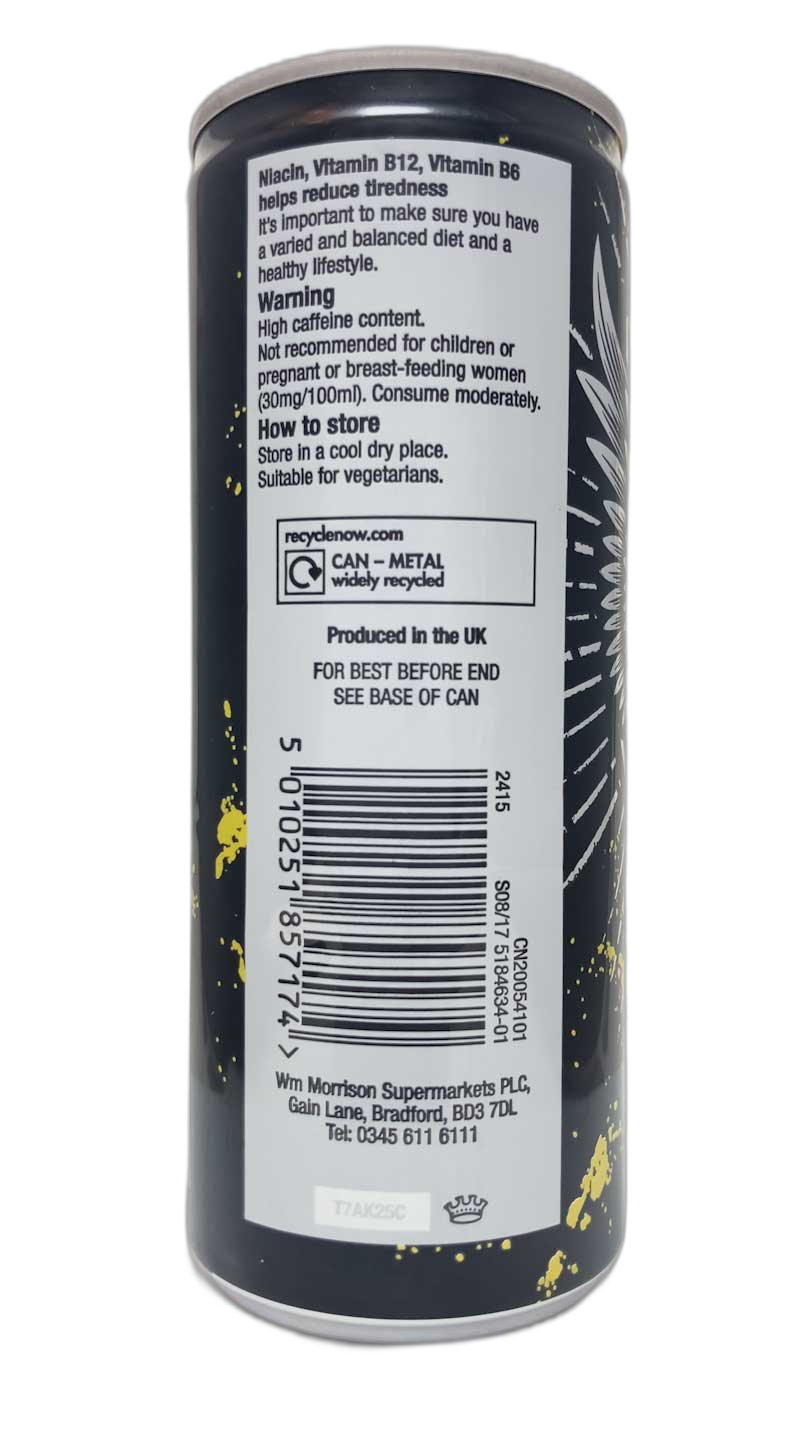 Niacin, Vitamin B12, Vitamin B6
helps reduce tiredness
It's important to make sure you have
a varied and balanced diet and a
healthy lifestyle.
Warning
High caffeine content.
Not recommended for children or
pregnant or breast-feeding women
(30mg/100ml). Consume moderately.
How to store
Store in a cool dry place.
Suitable for vegetarians.
recyclenow.com
CAN – METAL
widely recycled
Produced in the UK
FOR BEST BEFORE END
SEE BASE OF CAN
5 010251 857174 >
2415 S08/17 5184634-01
CN20054101
Wm Morrison Supermarkets PLC,
Gain Lane, Bradford, BD3 7DL
Tel: 0345 611 6111
T7AK25C